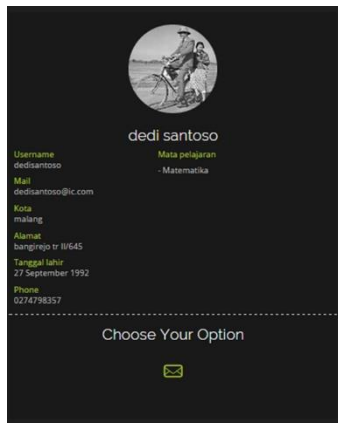 dedi santoso
Username
dedisantoso
Mail
dedisantoso@ic.com
Kota
malang
Alamat
bangirejo tr II/645
Tanggal lahir
27 September 1992
Phone
0274798357
Mata pelajaran
- Matematika
Choose Your Option